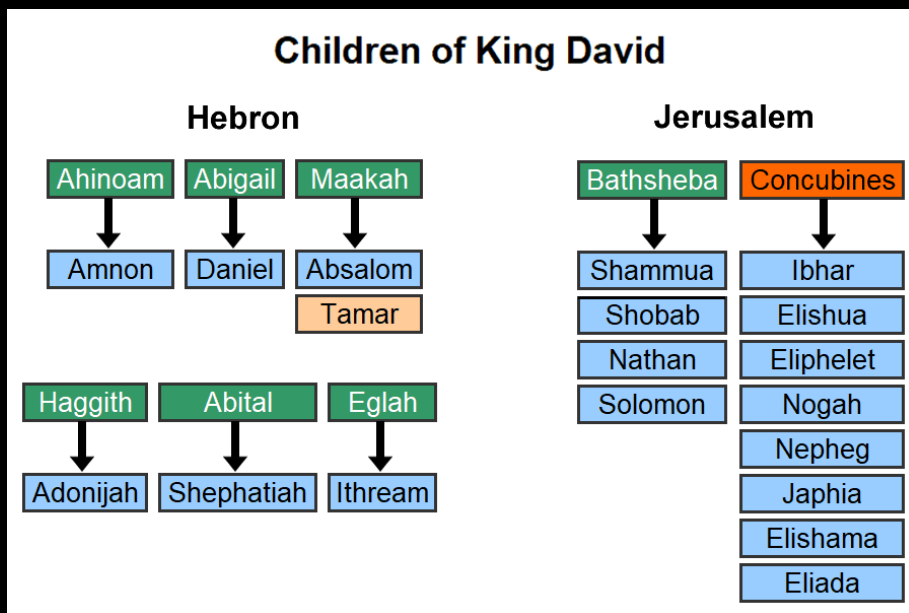 Children of King David
Hebron
Ahinoam Abigail Maakah
Amnon Daniel Absalom
Tamar
Haggith Abital Eglah
Adonijah Shephatiah Ithream
Jerusalem
Bathsheba Concubines
Shammua Ibhar
Shobab Elishua
Nathan Eliphelet
Solomon Nogah
Nepheg
Japhia
Elishama
Eliada